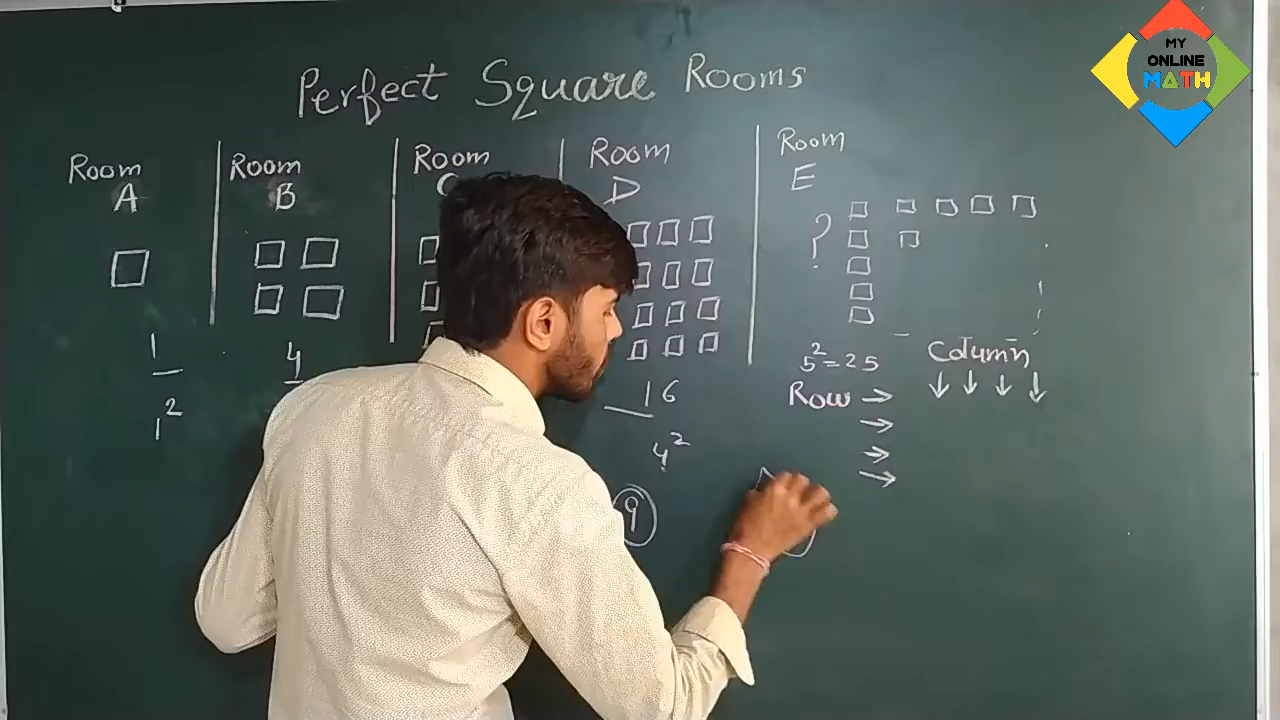 Perfect Square Rooms
MY
ONLINE
MATH
Room
A
1
1²
Room
B
4
Room
Room
D
16
4²
9
Room
E
?
5² = 25
Column
Row → ↓ ↓ ↓ ↓
→
→
→